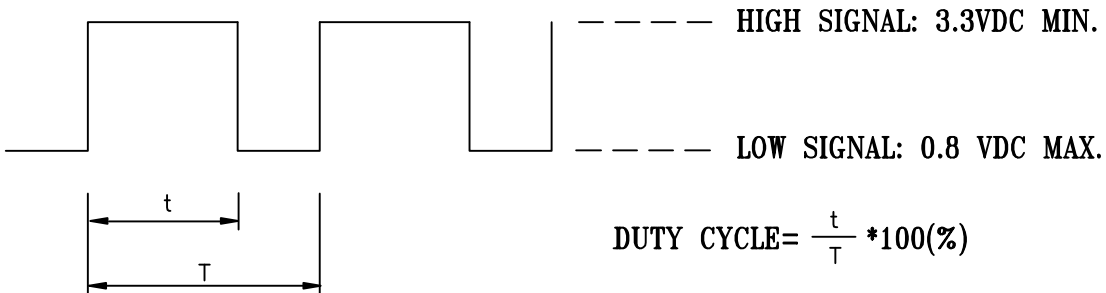 HIGH SIGNAL: 3.3VDC MIN.
LOW SIGNAL: 0.8 VDC MAX.
t
T
DUTY CYCLE= t/T *100(%)